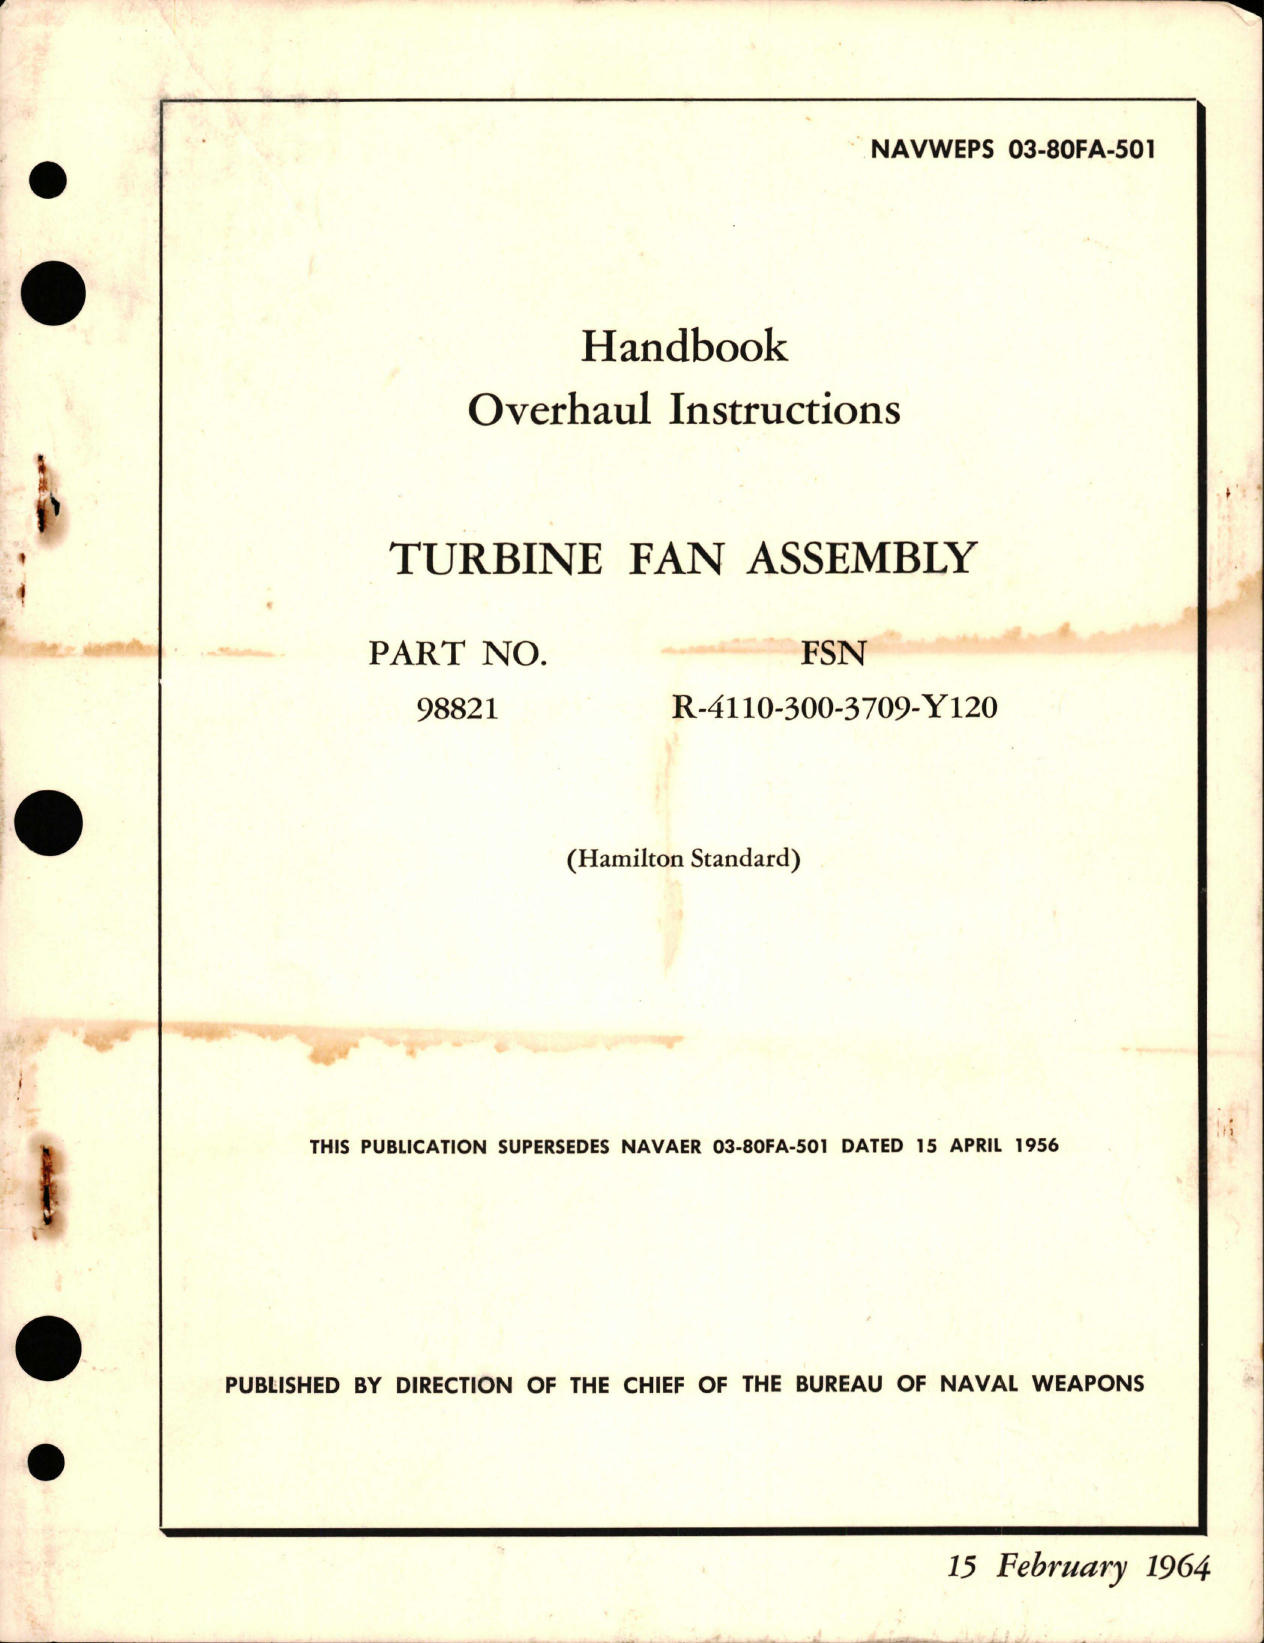 NAVWEPS 03-80FA-501
Handbook
Overhaul Instructions
TURBINE FAN ASSEMBLY
PART NO. FSN
98821 R-4110-300-3709-Y120
(Hamilton Standard)
THIS PUBLICATION SUPERSEDES NAVAER 03-80FA-501 DATED 15 APRIL 1956
PUBLISHED BY DIRECTION OF THE CHIEF OF THE BUREAU OF NAVAL WEAPONS
15 February 1964